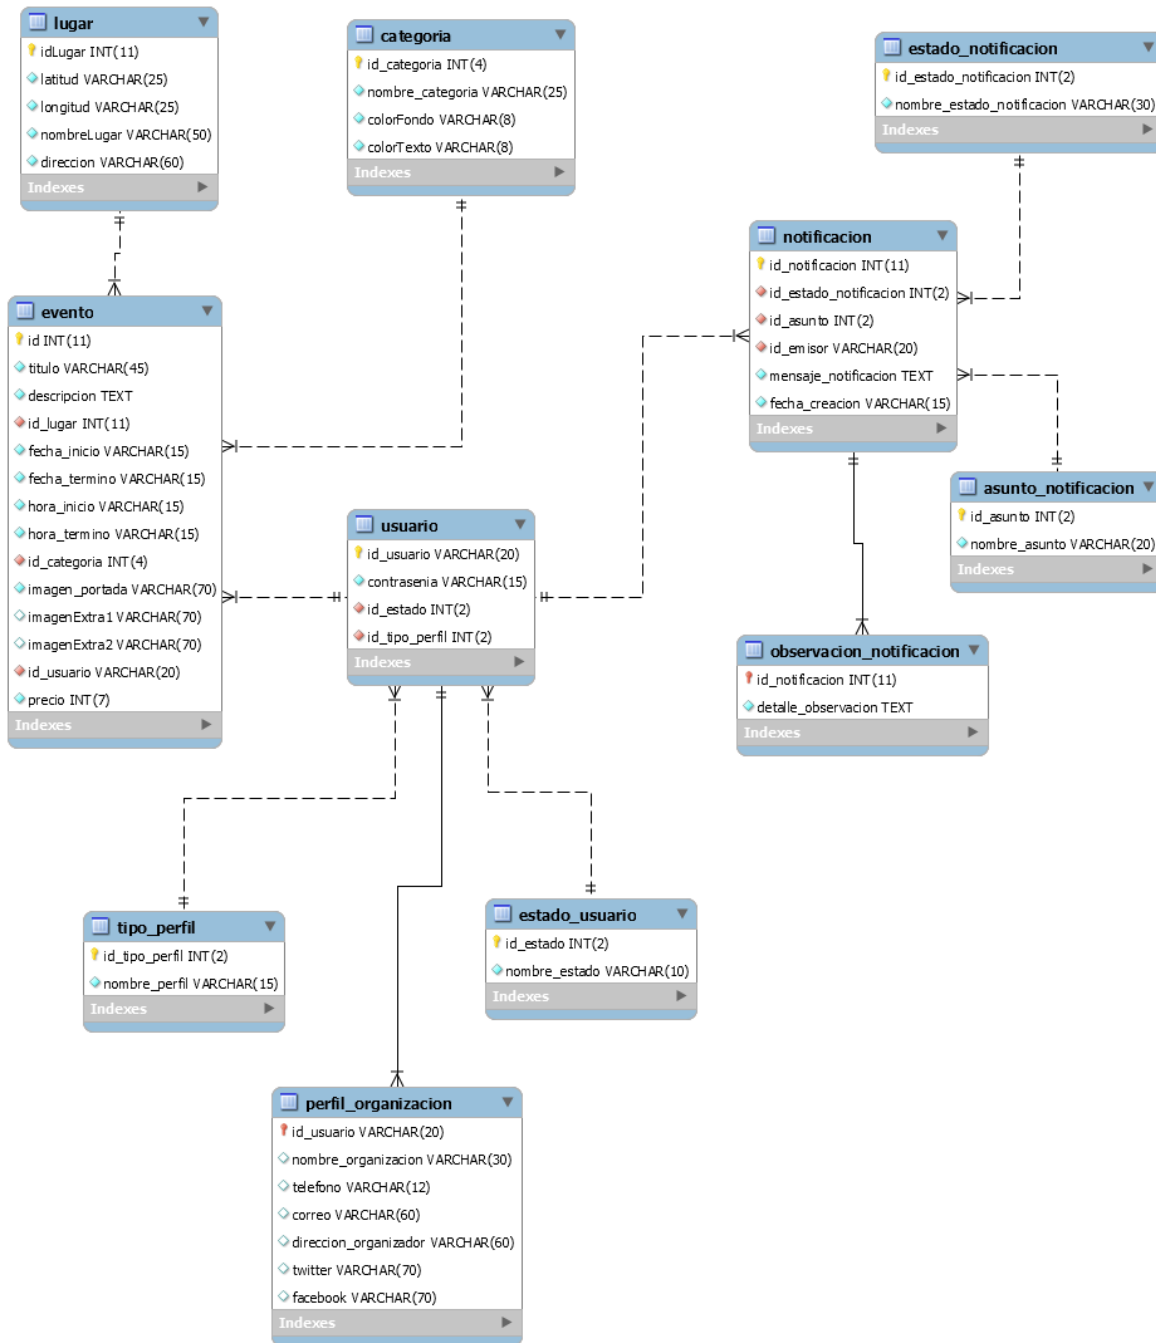 lugar
idLugar INT(11)
latitud VARCHAR(25)
longitud VARCHAR(25)
nombreLugar VARCHAR(50)
direccion VARCHAR(60)
Indexes
categoria
id_categoria INT(4)
nombre_categoria VARCHAR(25)
colorFondo VARCHAR(8)
colorTexto VARCHAR(8)
Indexes
estado_notificacion
id_estado_notificacion INT(2)
nombre_estado_notificacion VARCHAR(30)
Indexes
notificacion
id_notificacion INT(11)
id_estado_notificacion INT(2)
id_asunto INT(2)
id_emisor VARCHAR(20)
mensaje_notificacion TEXT
fecha_creacion VARCHAR(15)
Indexes
evento
id INT(11)
titulo VARCHAR(45)
descripcion TEXT
id_lugar INT(11)
fecha_inicio VARCHAR(15)
fecha_termino VARCHAR(15)
hora_inicio VARCHAR(15)
hora_termino VARCHAR(15)
id_categoria INT(4)
imagen_portada VARCHAR(70)
imagenExtra1 VARCHAR(70)
imagenExtra2 VARCHAR(70)
id_usuario VARCHAR(20)
precio INT(7)
Indexes
asunto_notificacion
id_asunto INT(2)
nombre_asunto VARCHAR(20)
Indexes
usuario
id_usuario VARCHAR(20)
contrasenia VARCHAR(15)
id_estado INT(2)
id_tipo_perfil INT(2)
Indexes
observacion_notificacion
id_notificacion INT(11)
detalle_observacion TEXT
Indexes
tipo_perfil
id_tipo_perfil INT(2)
nombre_perfil VARCHAR(15)
Indexes
estado_usuario
id_estado INT(2)
nombre_estado VARCHAR(10)
Indexes
perfil_organizacion
id_usuario VARCHAR(20)
nombre_organizacion VARCHAR(30)
telefono VARCHAR(12)
correo VARCHAR(60)
direccion_organizador VARCHAR(60)
twitter VARCHAR(70)
facebook VARCHAR(70)
Indexes